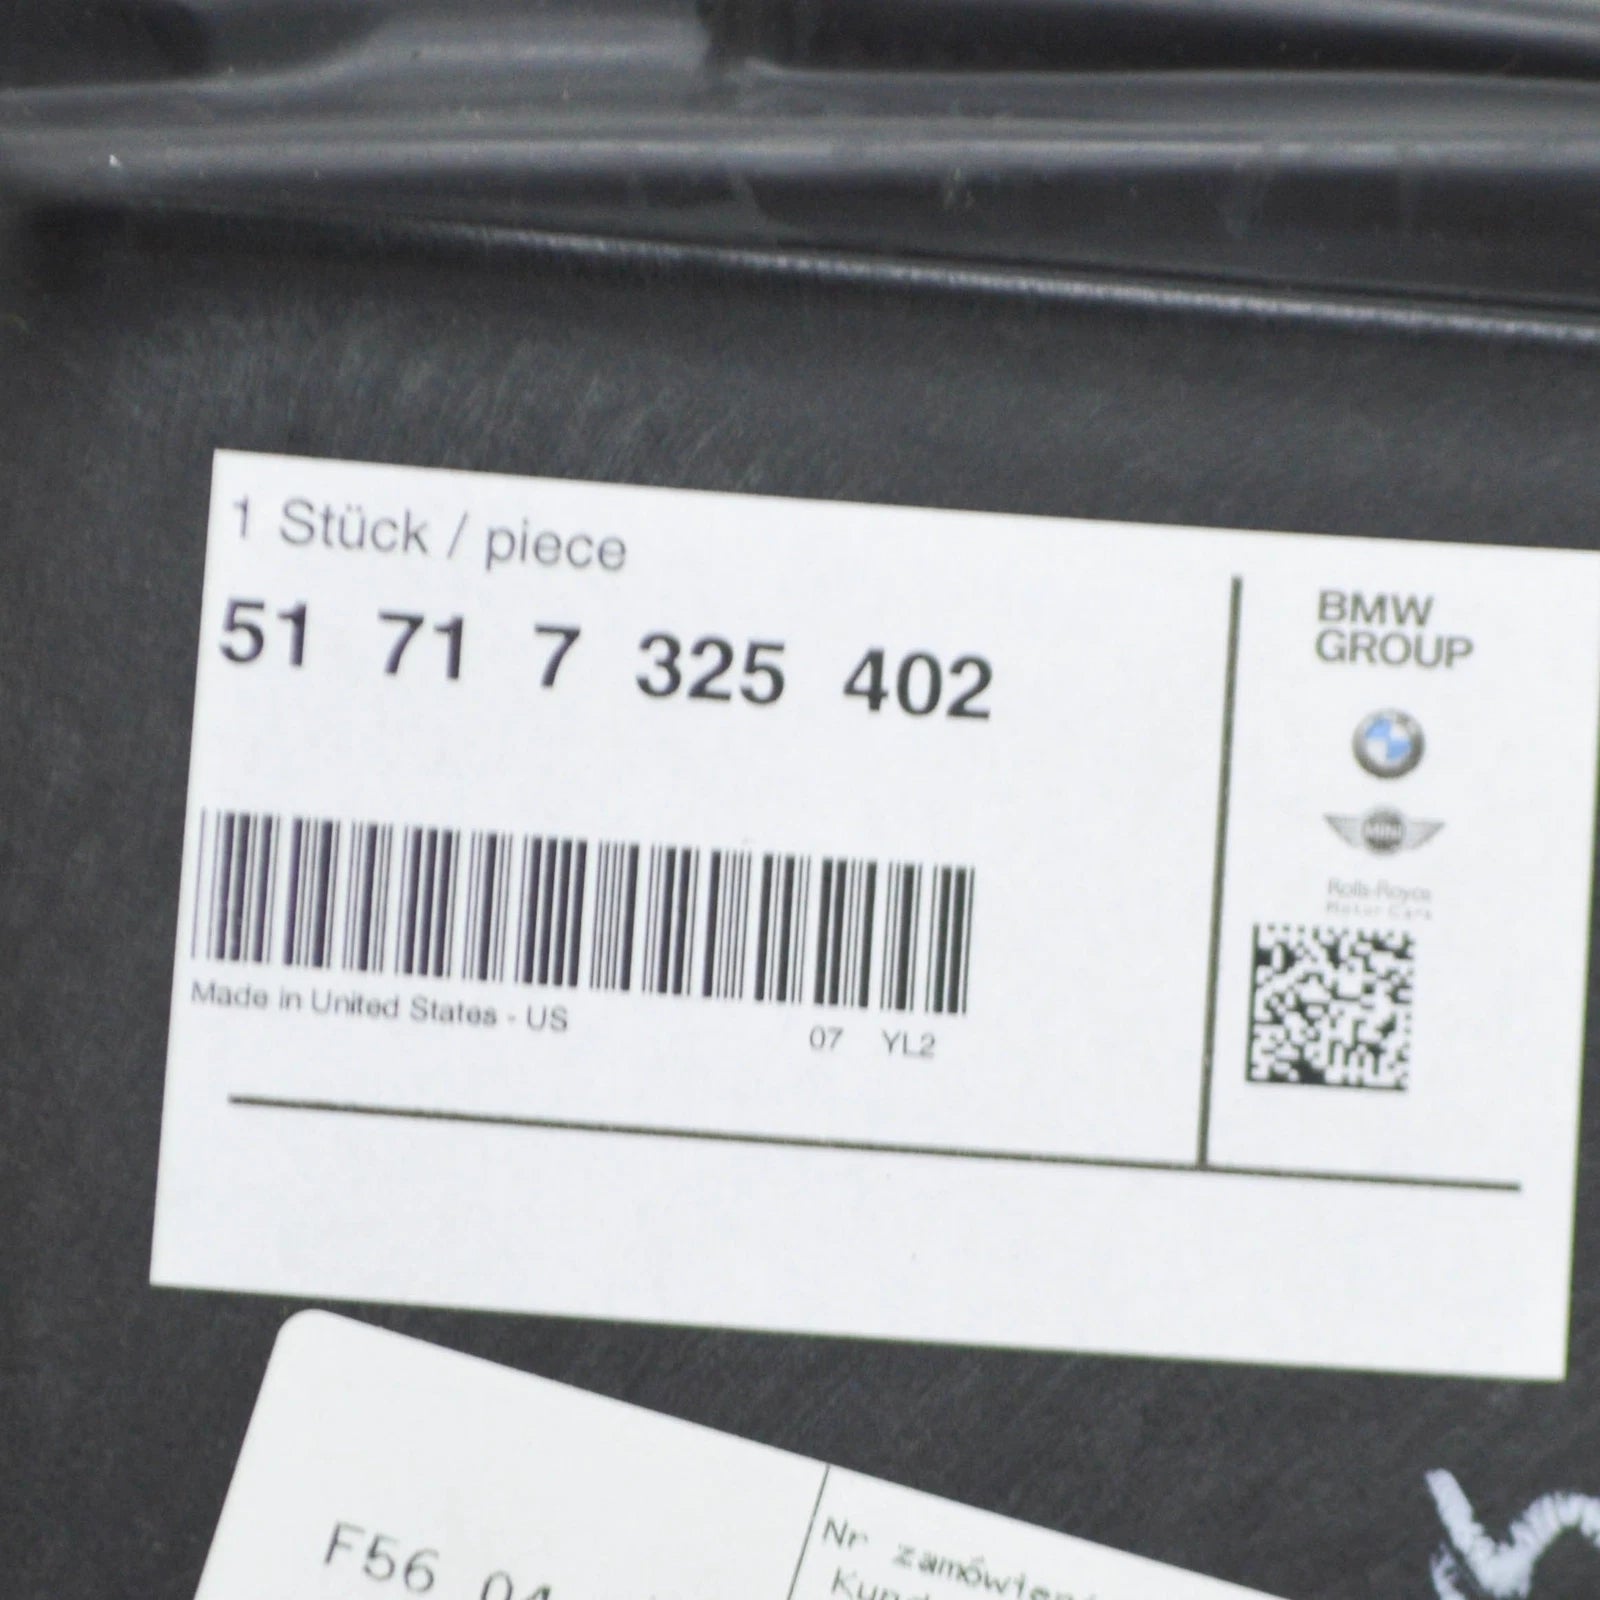 1 Stück / piece
51 71 7 325 402
BMW
GROUP
MINI
Rolls-Royce
Motor Cars
Made in United States - US
07 YL2
F56 04
Nr